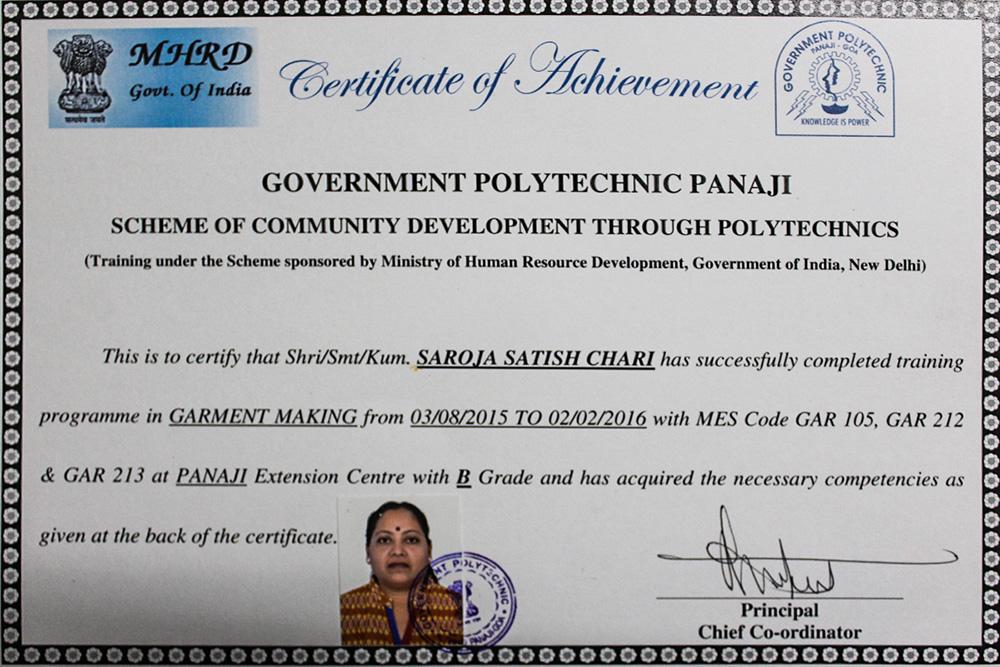 MHRD
Govt. Of India
सत्यमेव जयते
Certificate of Achievement
GOVERNMENT POLYTECHNIC
PANAJI - GOA
KNOWLEDGE IS POWER
GOVERNMENT POLYTECHNIC PANAJI
SCHEME OF COMMUNITY DEVELOPMENT THROUGH POLYTECHNICS
(Training under the Scheme sponsored by Ministry of Human Resource Development, Government of India, New Delhi)
This is to certify that Shri/Smt/Kum. SAROJA SATISH CHARI has successfully completed training
programme in GARMENT MAKING from 03/08/2015 TO 02/02/2016 with MES Code GAR 105, GAR 212
& GAR 213 at PANAJI Extension Centre with B Grade and has acquired the necessary competencies as
given at the back of the certificate.
NT POLYTECHNIC
PANAJI GOA
Principal
Chief Co-ordinator